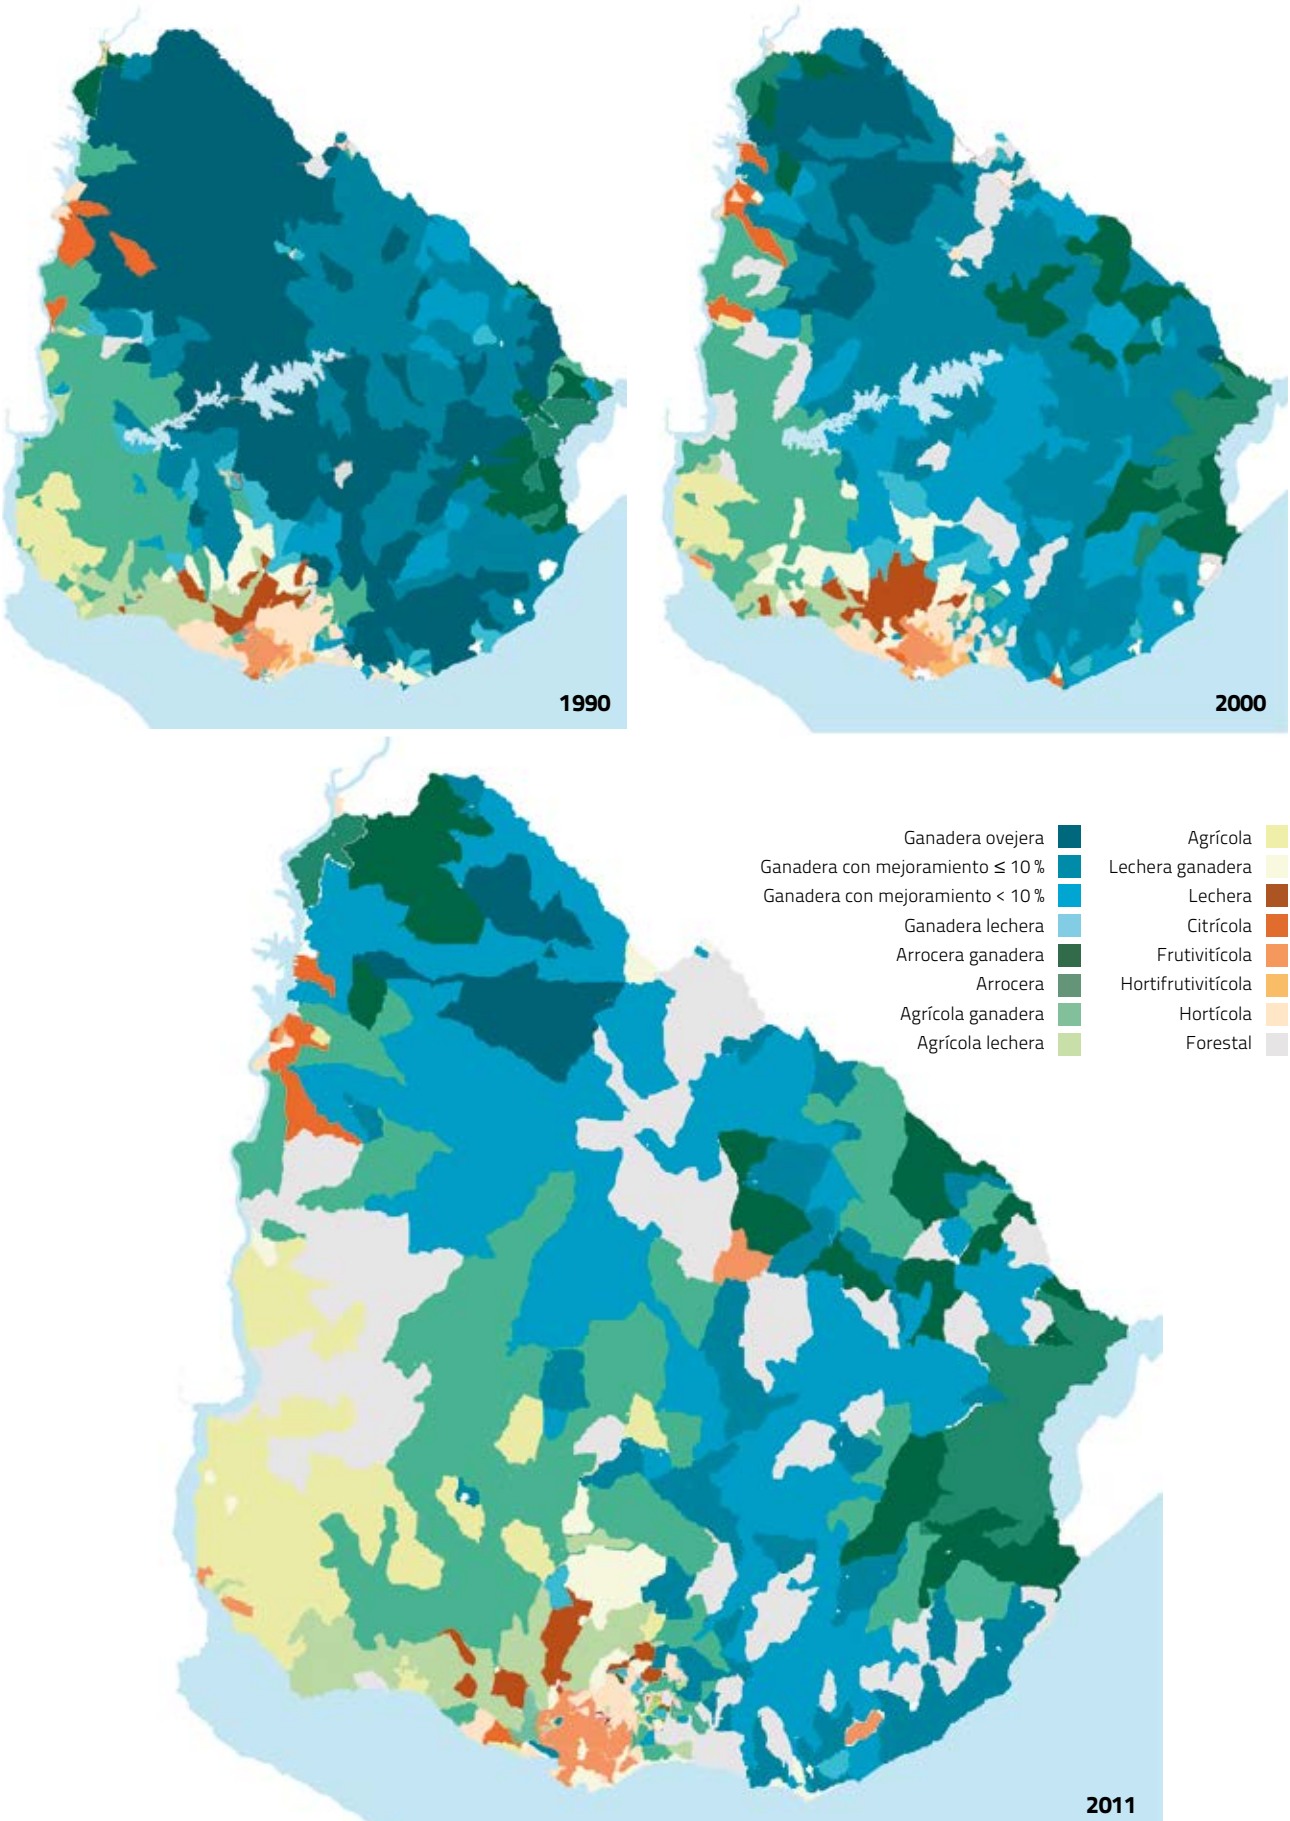 1990
2000
Ganadera ovejera
Ganadera con mejoramiento ≤ 10 %
Ganadera con mejoramiento < 10 %
Ganadera lechera
Arrocera ganadera
Arrocera
Agrícola ganadera
Agrícola lechera
Agrícola
Lechera ganadera
Lechera
Citrícola
Frutivitícola
Hortifrutivitícola
Hortícola
Forestal
2011